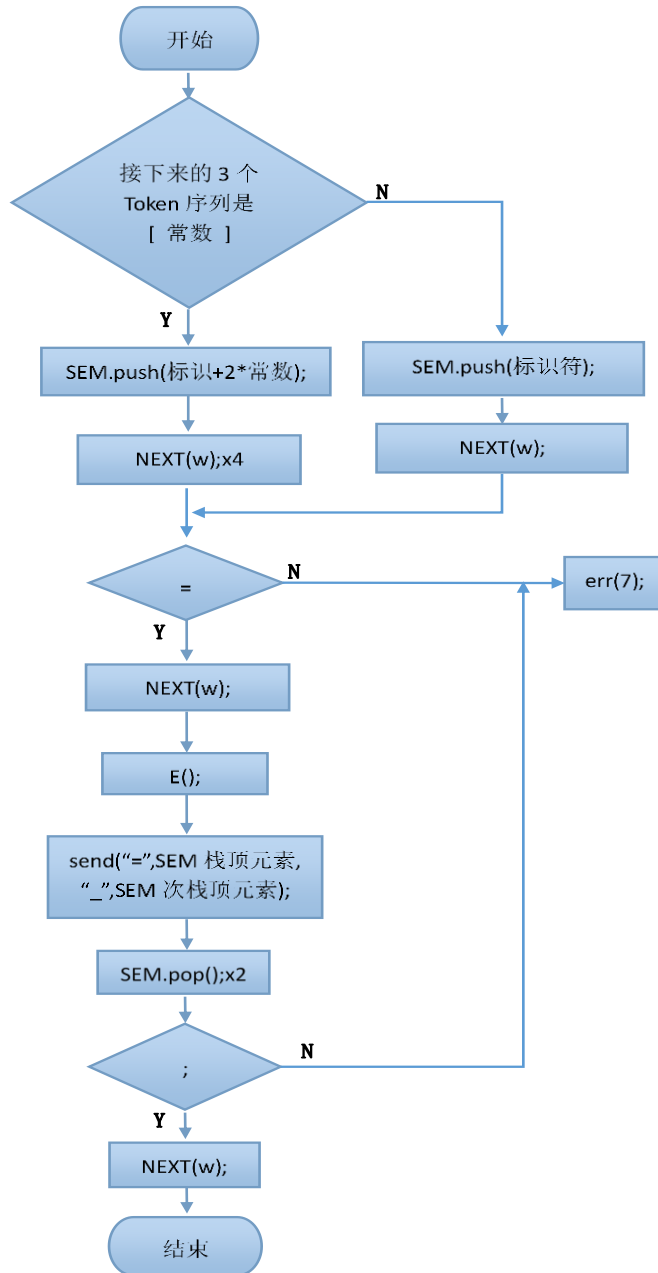 开始
接下来的 3 个
Token 序列是
[ 常数 ]
N
Y
SEM.push(标识+2*常数);
SEM.push(标识符);
NEXT(w);x4
NEXT(w);
=
N
err(7);
Y
NEXT(w);
E();
send(“=”,SEM 栈顶元素,
“_”,SEM 次栈顶元素);
SEM.pop();x2
;
N
Y
NEXT(w);
结束